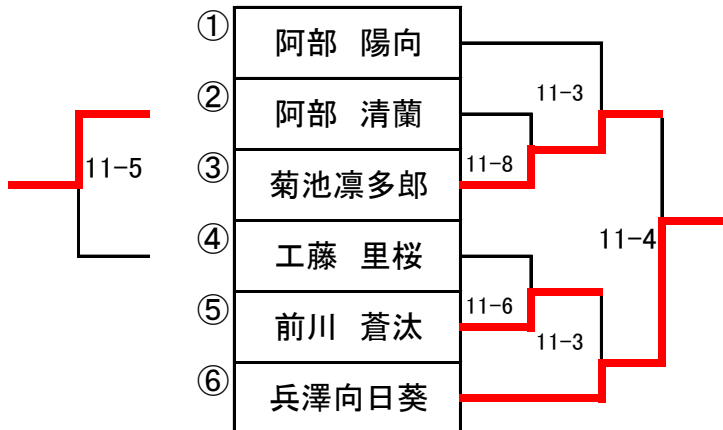 ① 阿部 陽向
② 阿部 清蘭
③ 菊池凛多郎
④ 工藤 里桜
⑤ 前川 蒼汰
⑥ 兵澤向日葵
11-5
11-3
11-8
11-4
11-6
11-3